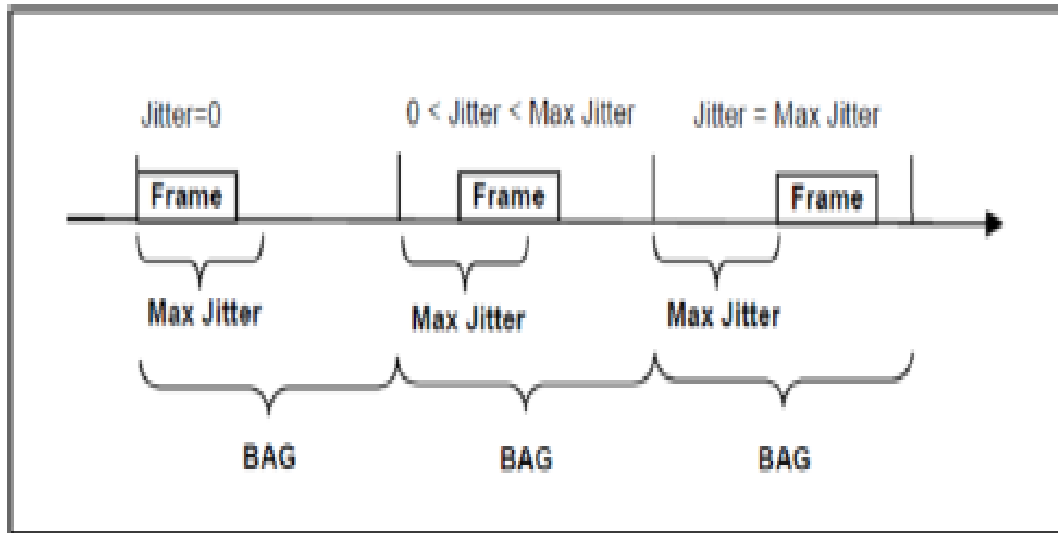 Jitter=0
0 < Jitter < Max Jitter
Jitter = Max Jitter
Frame
Frame
Frame
Max Jitter
Max Jitter
Max Jitter
BAG
BAG
BAG